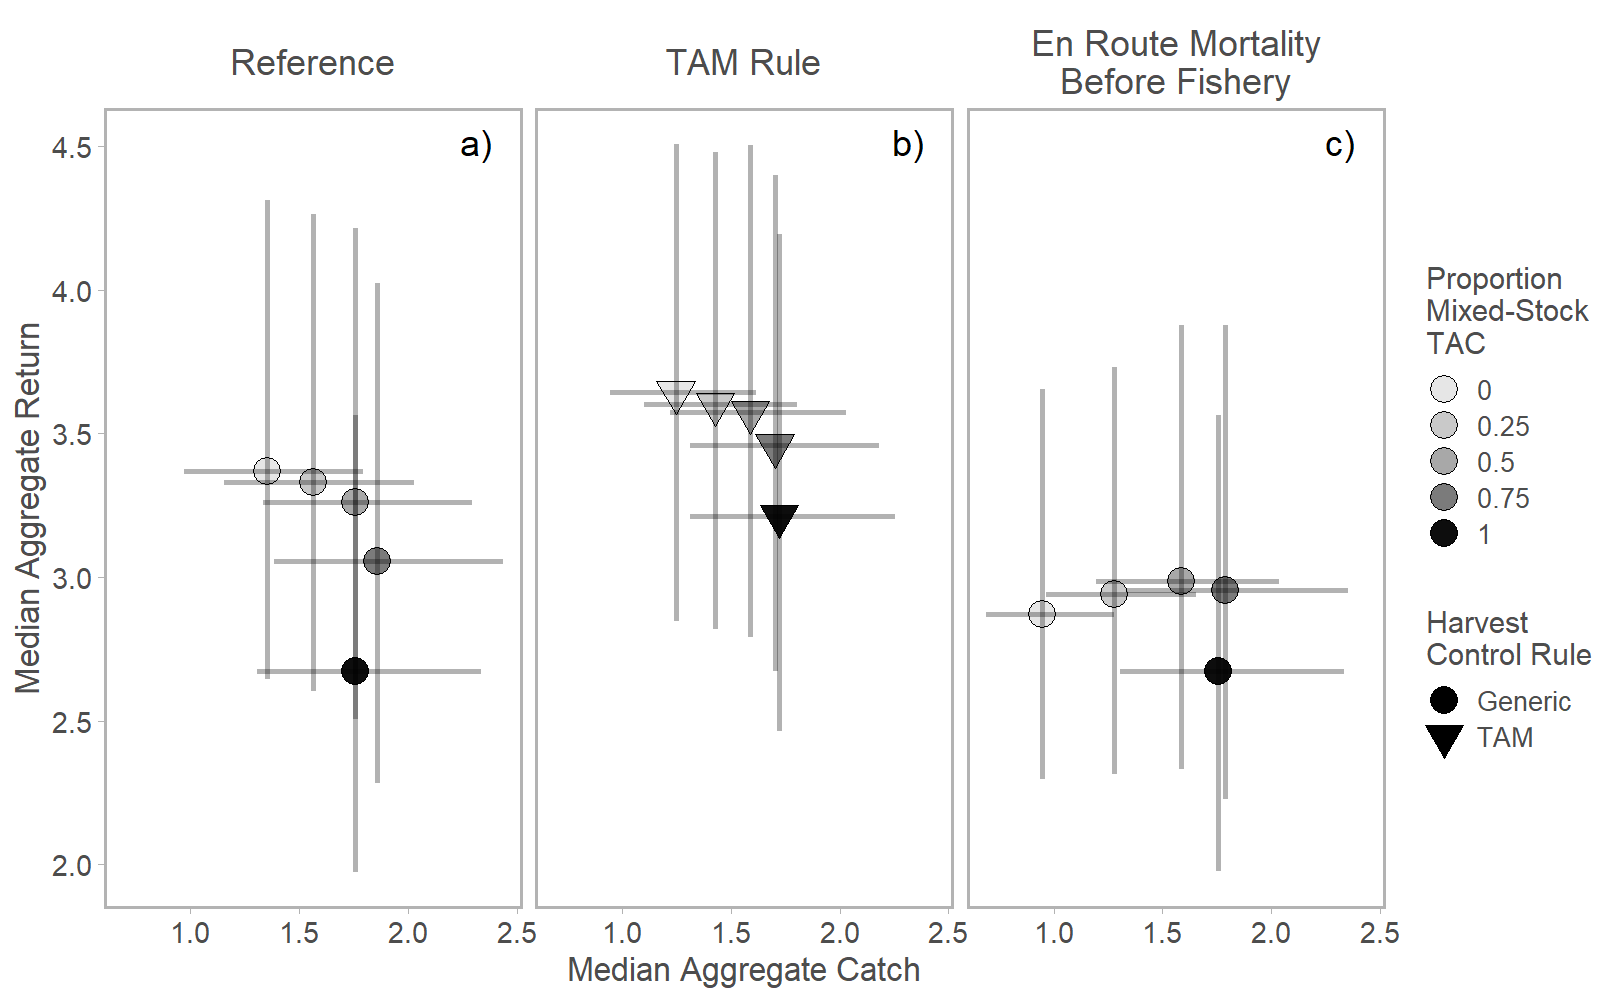 Reference
TAM Rule
En Route Mortality
Before Fishery
a)
b)
c)
Median Aggregate Return
4.5
4.0
3.5
3.0
2.5
2.0
1.0 1.5 2.0 2.5
1.0 1.5 2.0 2.5
1.0 1.5 2.0 2.5
Median Aggregate Catch
Proportion
Mixed-Stock
TAC
0
0.25
0.5
0.75
1
Harvest
Control Rule
Generic
TAM